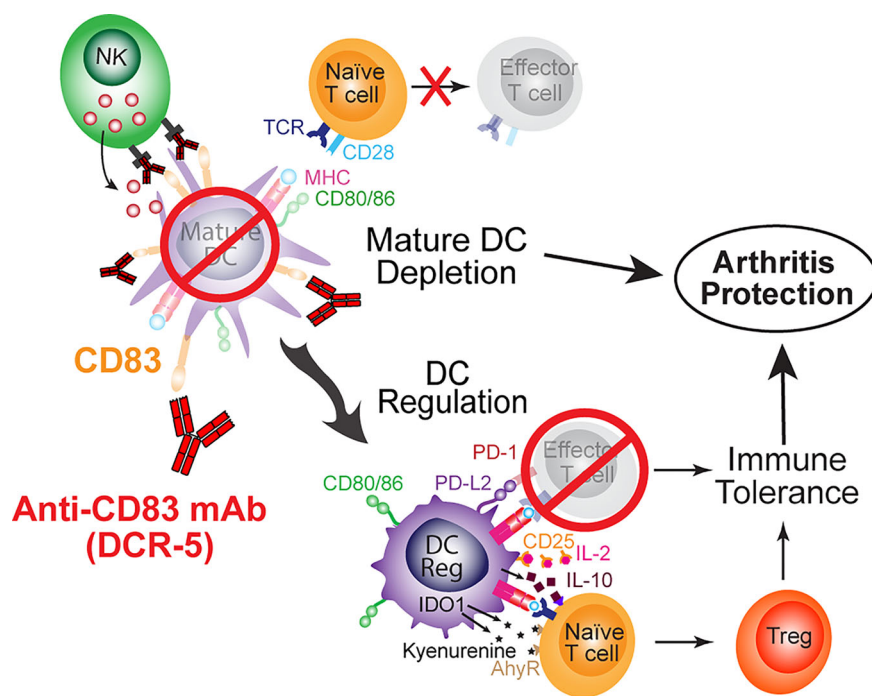 NK
Naïve
T cell
Effector
T cell
TCR
CD28
MHC
CD80/86
Mature
DC
Mature DC
Depletion
Arthritis
Protection
CD83
DC
Regulation
Anti-CD83 mAb
(DCR-5)
PD-1
Effector
T cell
CD80/86
PD-L2
Immune
Tolerance
DC
Reg
CD25
IL-2
IL-10
IDO1
Kyenurenine
AhyR
Naïve
T cell
Treg